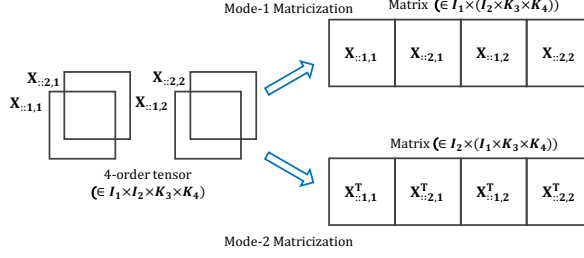 Mode-1 Matricization
Matrix (∈ I₁×(I₂×K₃×K₄))
X::1,1 X::2,1 X::1,2 X::2,2
X::2,1 X::2,2
X::1,1 X::1,2
4-order tensor
(∈ I₁×I₂×K₃×K₄)
Matrix (∈ I₂×(I₁×K₃×K₄))
Xᵀ::1,1 Xᵀ::2,1 Xᵀ::1,2 Xᵀ::2,2
Mode-2 Matricization